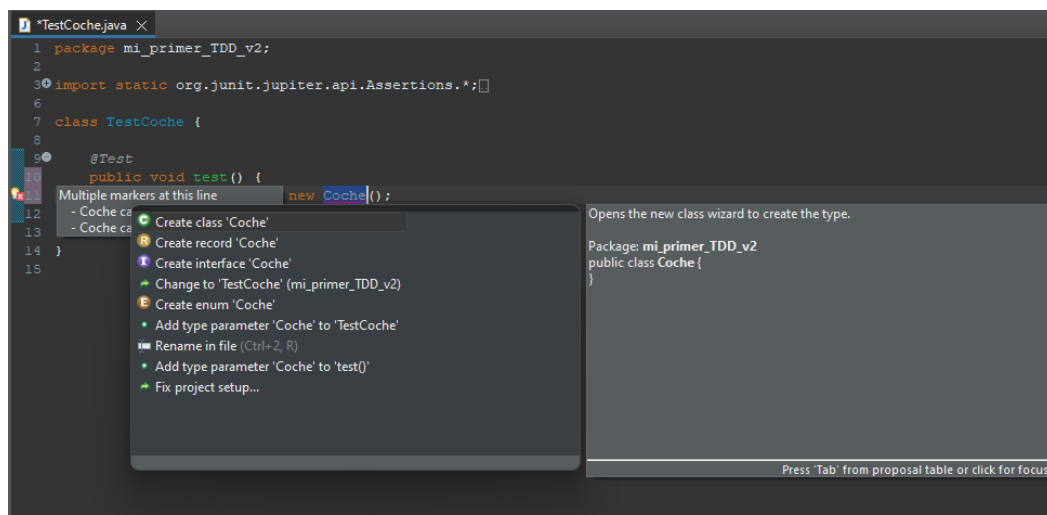 *TestCoche.java
1 package mi_primer_TDD_v2;
2
3 import static org.junit.jupiter.api.Assertions.*;
6
7 class TestCoche {
8
9 @Test
10 public void test() {
11 new Coche();
12
13
14 }
15
Multiple markers at this line
- Coche ca
- Coche ca
Create class 'Coche'
Create record 'Coche'
Create interface 'Coche'
Change to 'TestCoche' (mi_primer_TDD_v2)
Create enum 'Coche'
Add type parameter 'Coche' to 'TestCoche'
Rename in file (Ctrl+2, R)
Add type parameter 'Coche' to 'test()'
Fix project setup...
Opens the new class wizard to create the type.
Package: mi_primer_TDD_v2
public class Coche {
}
Press 'Tab' from proposal table or click for focus